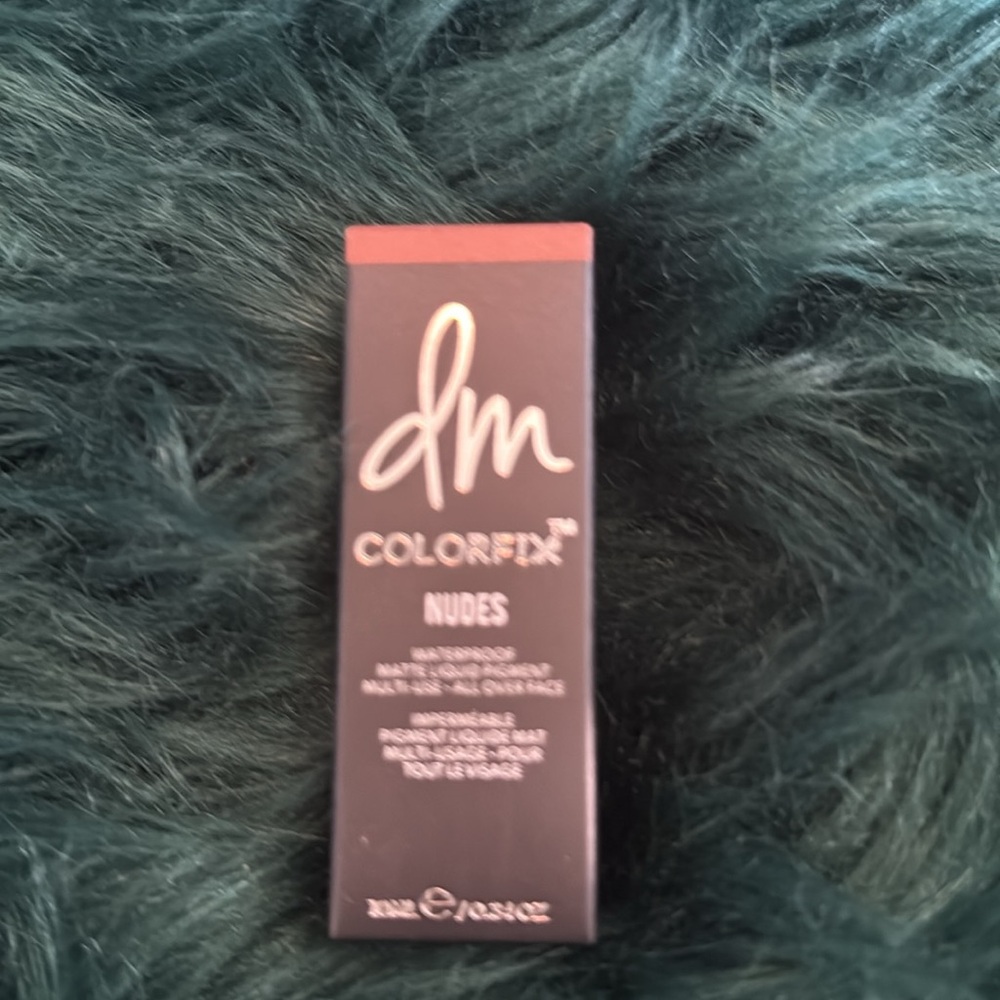 dm
COLORFIX™
NUDES
WATERPROOF
MATTE LIQUID PIGMENT
MULTI-USE - ALL OVER FACE
IMPERMÉABLE
PIGMENT LIQUIDE MAT
MULTI-USAGE - POUR
TOUT LE VISAGE
10ML ℮ / 0.34 OZ